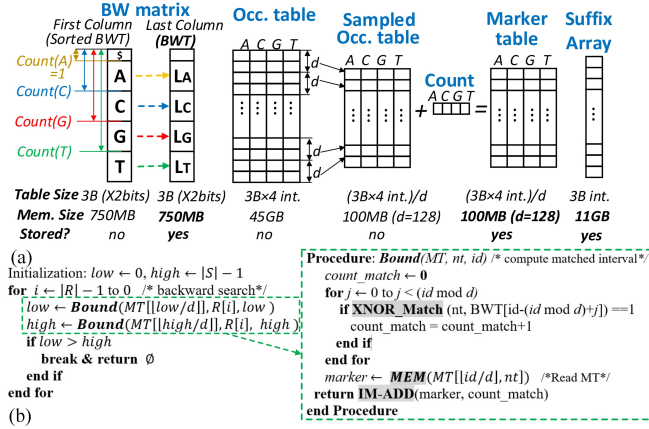 BW matrix
First Column
(Sorted BWT)
Last Column
(BWT)
Occ. table
Sampled
Occ. table
Marker
table
Suffix
Array
Count(A)
=1
Count(C)
Count(G)
Count(T)
$
A
C
G
T
LA
LC
LG
LT
A C G T
d
d
d
d
A C G T
+
Count
A C G T
=
A C G T
Table Size 3B (X2bits) 3B (X2bits) 3B×4 int. (3B×4 int.)/d (3B×4 int.)/d 3B int.
Mem. Size 750MB 750MB 45GB 100MB (d=128) 100MB (d=128) 11GB
Stored? no yes no no yes yes
(a)
Initialization: low ← 0, high ← |S| − 1
for i ← |R| − 1 to 0 /* backward search*/
low ← Bound(MT[⌊low/d⌋], R[i], low )
high ← Bound(MT[⌊high/d⌋], R[i], high )
if low > high
break & return ∅
end if
end for
(b)
Procedure: Bound(MT, nt, id) /* compute matched interval*/
count_match ← 0
for j ← 0 to j < (id mod d)
if XNOR_Match (nt, BWT[id-(id mod d)+j]) ==1
count_match = count_match+1
end if
end for
marker ← MEM(MT[⌊id/d⌋, nt]) /*Read MT*/
return IM-ADD(marker, count_match)
end Procedure